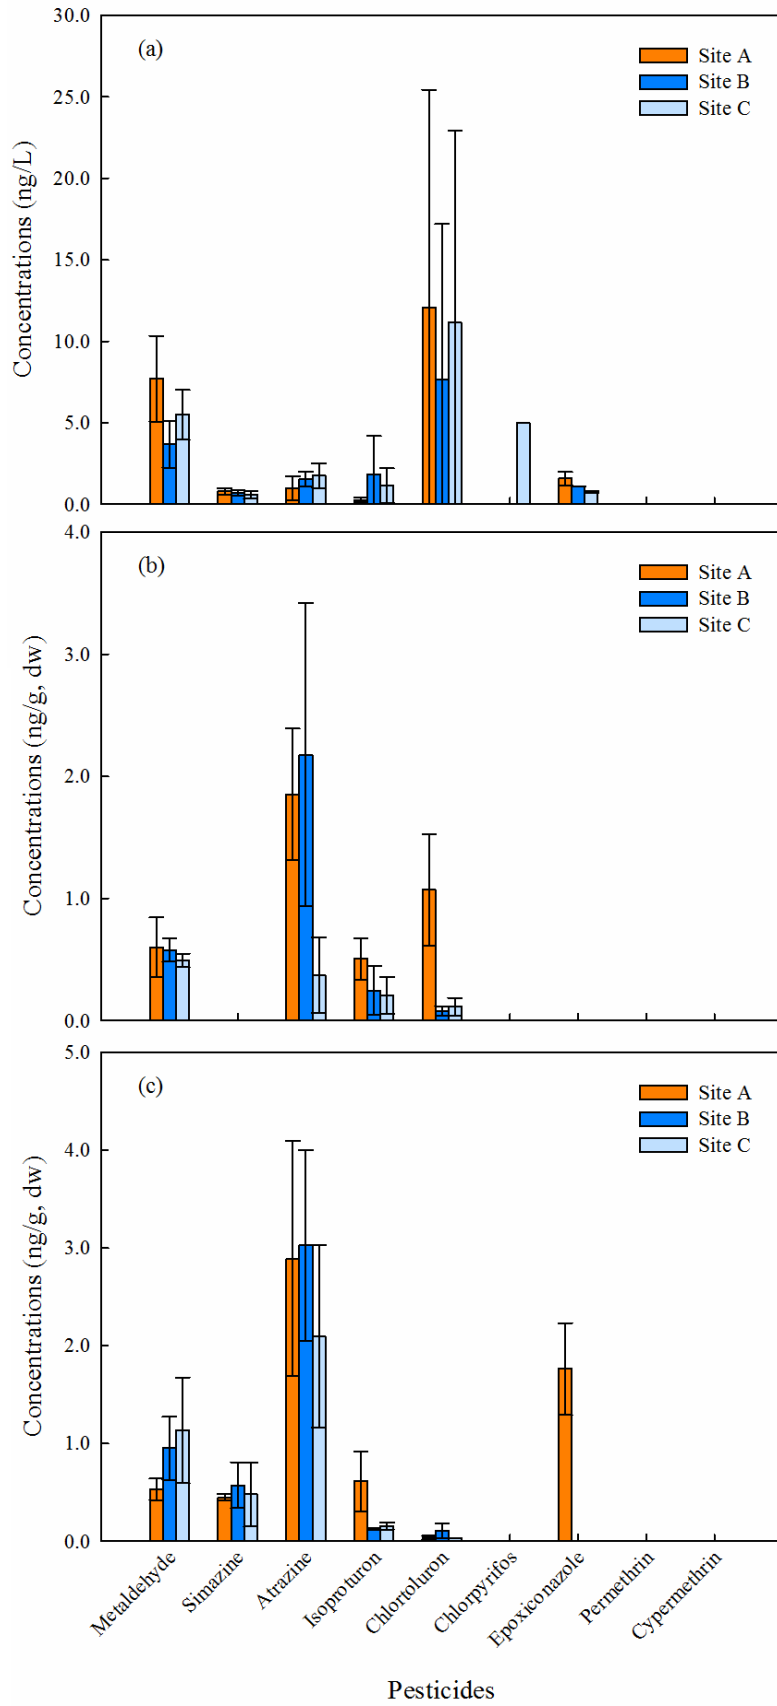 30.0
(a)
Site A
Site B
Site C
25.0
20.0
15.0
10.0
5.0
0.0
Concentrations (ng/L)
4.0
(b)
Site A
Site B
Site C
3.0
2.0
1.0
0.0
Concentrations (ng/g, dw)
5.0
(c)
Site A
Site B
Site C
4.0
3.0
2.0
1.0
0.0
Concentrations (ng/g, dw)
Metaldehyde
Simazine
Atrazine
Isoproturon
Chlortoluron
Chlorpyrifos
Epoxiconazole
Permethrin
Cypermethrin
Pesticides